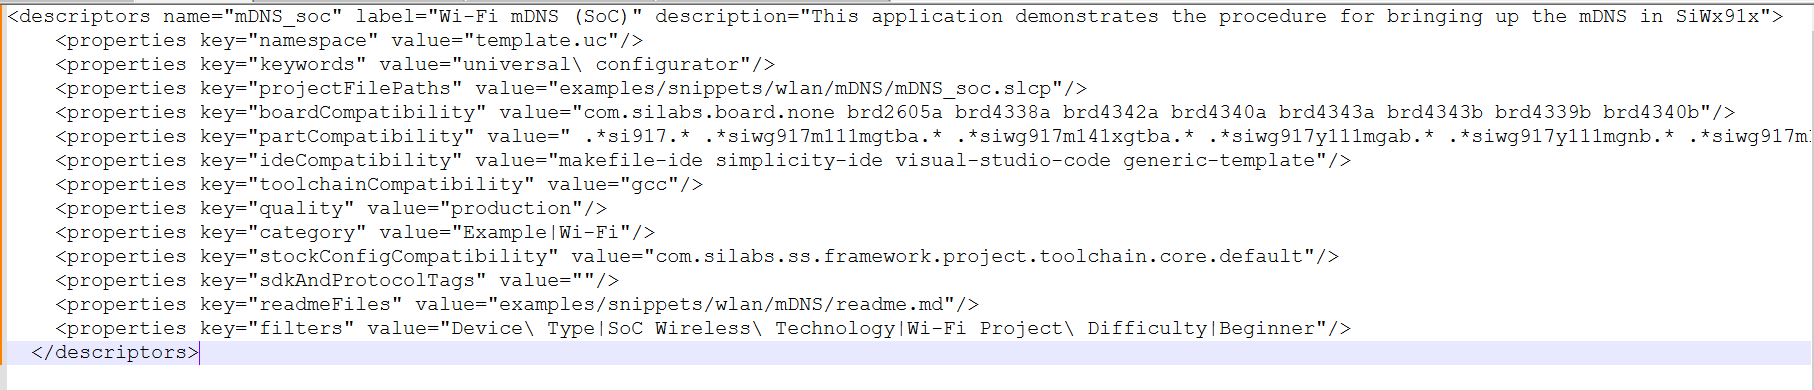 <descriptors name="mDNS_soc" label="Wi-Fi mDNS (SoC)" description="This application demonstrates the procedure for bringing up the mDNS in SiWx91x">
<properties key="namespace" value="template.uc"/>
<properties key="keywords" value="universal\ configurator"/>
<properties key="projectFilePaths" value="examples/snippets/wlan/mDNS/mDNS_soc.slcp"/>
<properties key="boardCompatibility" value="com.silabs.board.none brd2605a brd4338a brd4342a brd4340a brd4343a brd4343b brd4339b brd4340b"/>
<properties key="partCompatibility" value=" .*si917.* .*siwg917m111mgtba.* .*siwg917m141xgtba.* .*siwg917y111mgab.* .*siwg917y111mgnb.* .*siwg917m1
<properties key="ideCompatibility" value="makefile-ide simplicity-ide visual-studio-code generic-template"/>
<properties key="toolchainCompatibility" value="gcc"/>
<properties key="quality" value="production"/>
<properties key="category" value="Example|Wi-Fi"/>
<properties key="stockConfigCompatibility" value="com.silabs.ss.framework.project.toolchain.core.default"/>
<properties key="sdkAndProtocolTags" value=""/>
<properties key="readmeFiles" value="examples/snippets/wlan/mDNS/readme.md"/>
<properties key="filters" value="Device\ Type|SoC Wireless\ Technology|Wi-Fi Project\ Difficulty|Beginner"/>
</descriptors>